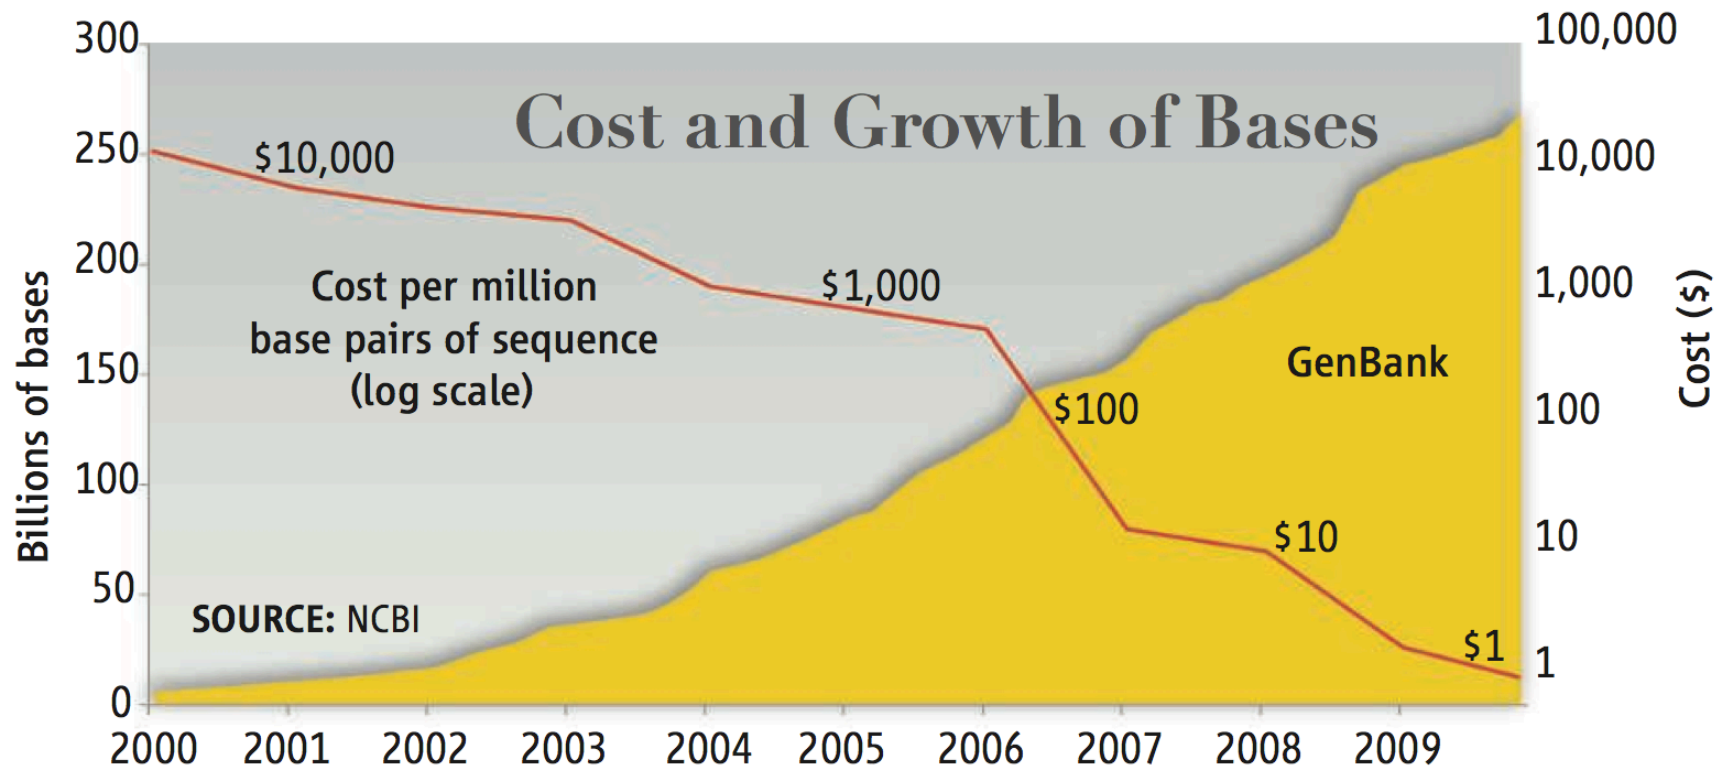 Cost and Growth of Bases
300
250
200
150
100
50
0
Billions of bases
100,000
10,000
1,000
100
10
1
Cost ($)
$10,000
$1,000
$100
$10
$1
Cost per million
base pairs of sequence
(log scale)
GenBank
SOURCE: NCBI
2000 2001 2002 2003 2004 2005 2006 2007 2008 2009